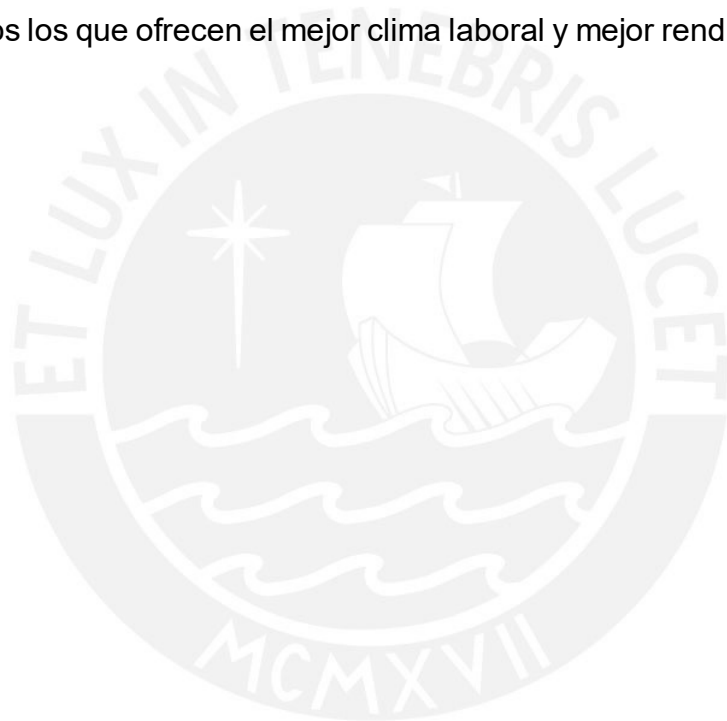 os los que ofrecen el mejor clima laboral y mejor rend
ET LUX IN TENEBRIS LUCET
MCMXVII